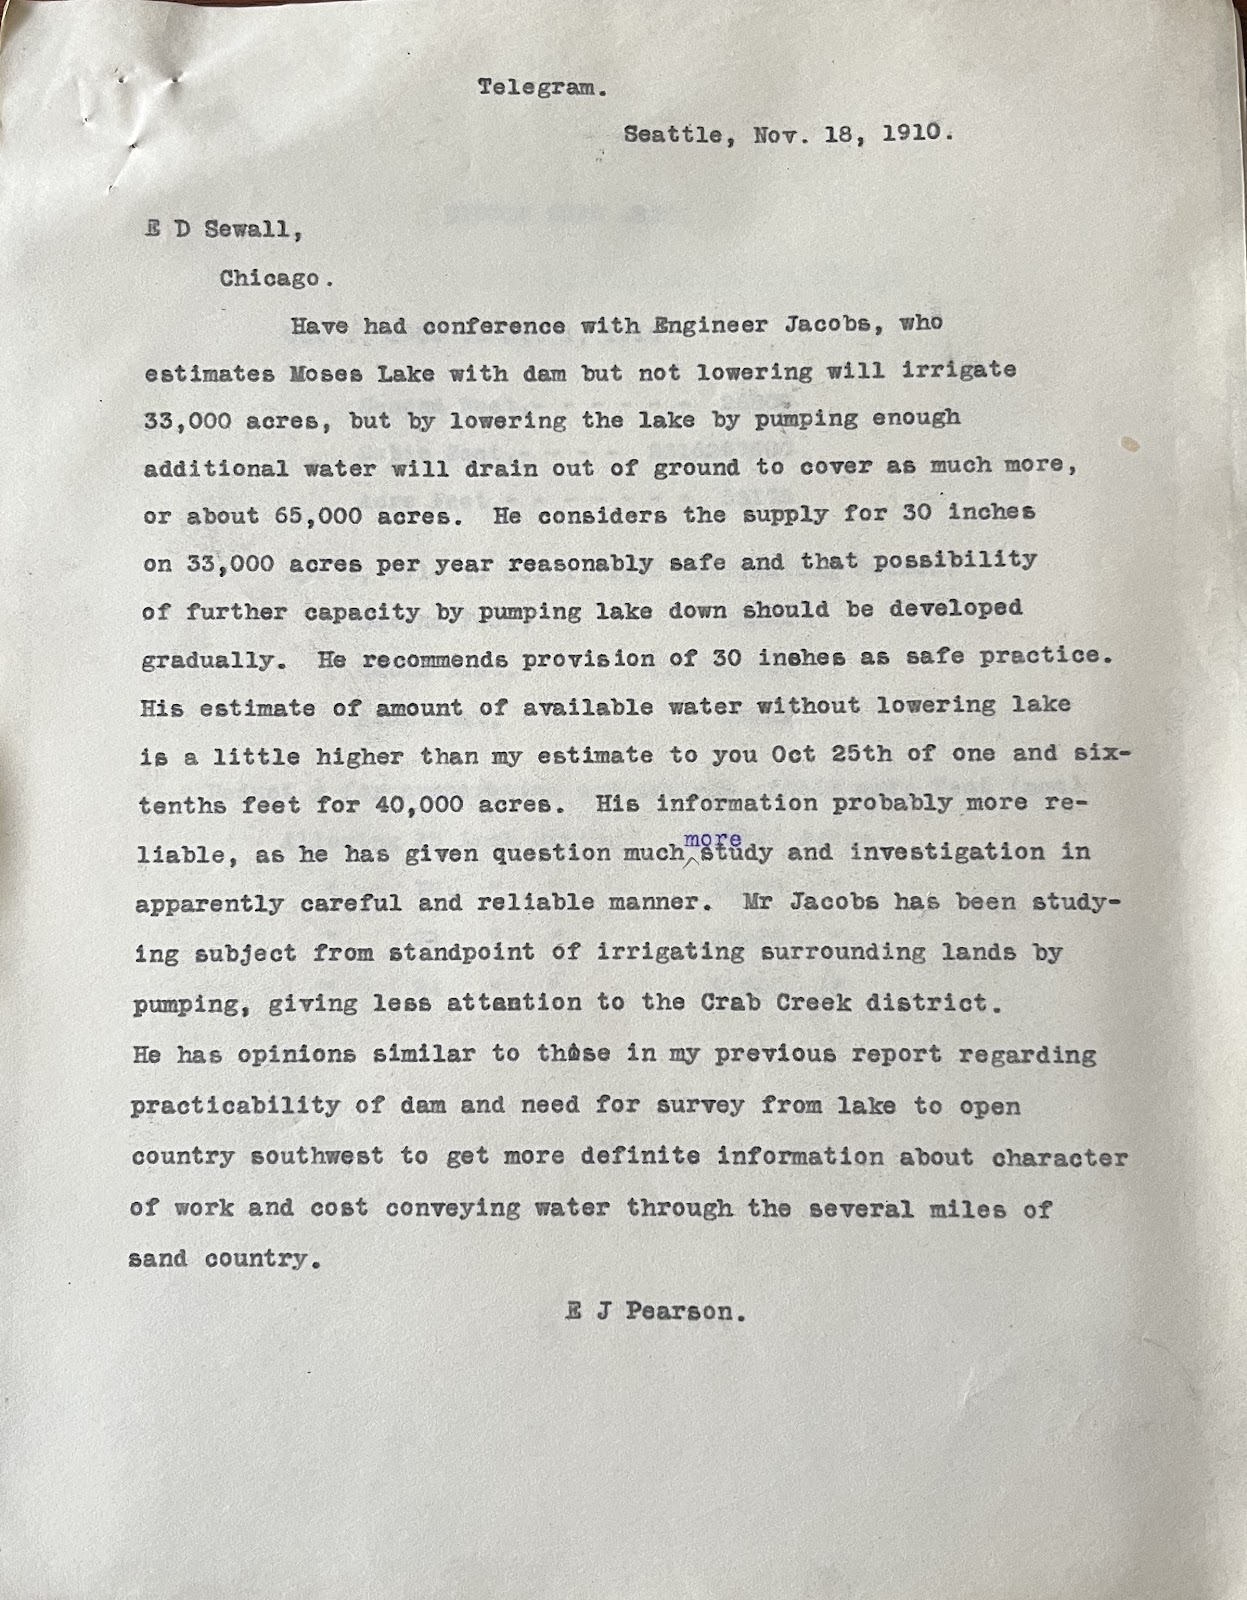 Telegram.
Seattle, Nov. 18, 1910.
E D Sewall,
Chicago.
Have had conference with Engineer Jacobs, who
estimates Moses Lake with dam but not lowering will irrigate
33,000 acres, but by lowering the lake by pumping enough
additional water will drain out of ground to cover as much more,
or about 65,000 acres. He considers the supply for 30 inches
on 33,000 acres per year reasonably safe and that possibility
of further capacity by pumping lake down should be developed
gradually. He recommends provision of 30 inches as safe practice.
His estimate of amount of available water without lowering lake
is a little higher than my estimate to you Oct 25th of one and six-
tenths feet for 40,000 acres. His information probably more re-
liable, as he has given question much more study and investigation in
apparently careful and reliable manner. Mr Jacobs has been study-
ing subject from standpoint of irrigating surrounding lands by
pumping, giving less attention to the Crab Creek district.
He has opinions similar to those in my previous report regarding
practicability of dam and need for survey from lake to open
country southwest to get more definite information about character
of work and cost conveying water through the several miles of
sand country.
E J Pearson.